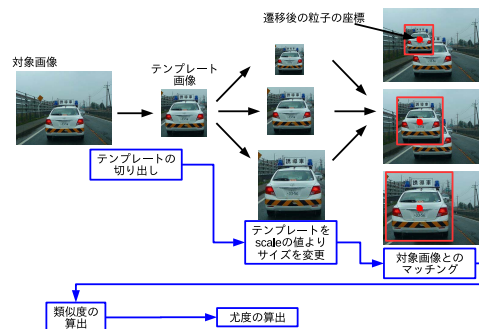 遷移後の粒子の座標
対象画像
テンプレート
画像
誘導車
テンプレートの
切り出し
テンプレートを
scaleの値より
サイズを変更
対象画像との
マッチング
類似度の
算出
尤度の算出